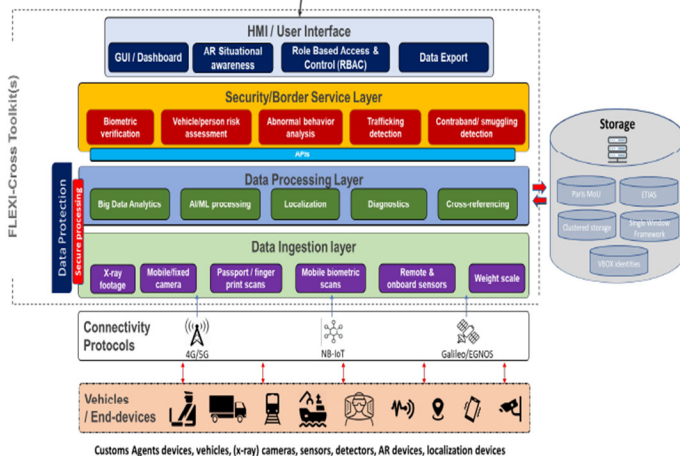 HMI / User Interface
GUI / Dashboard
AR Situational
awareness
Role Based Access &
Control (RBAC)
Data Export
FLEXI-Cross Toolkit(s)
Security/Border Service Layer
Biometric
verification
Vehicle/person risk
assessment
Abnormal behavior
analysis
Trafficking
detection
Contraband/ smuggling
detection
APIs
Data Protection
Secure processing
Data Processing Layer
Big Data Analytics
AI/ML processing
Localization
Diagnostics
Cross-referencing
Data Ingestion layer
X-ray
footage
Mobile/fixed
camera
Passport / finger
print scans
Mobile biometric
scans
Remote &
onboard sensors
Weight scale
Storage
Paris MoU
ETIAS
Clustered storage
Single Window
Framework
VBOX identities
Connectivity
Protocols
4G/5G
NB-IoT
Galileo/EGNOS
Vehicles
/ End-devices
Customs Agents devices, vehicles, (x-ray) cameras, sensors, detectors, AR devices, localization devices